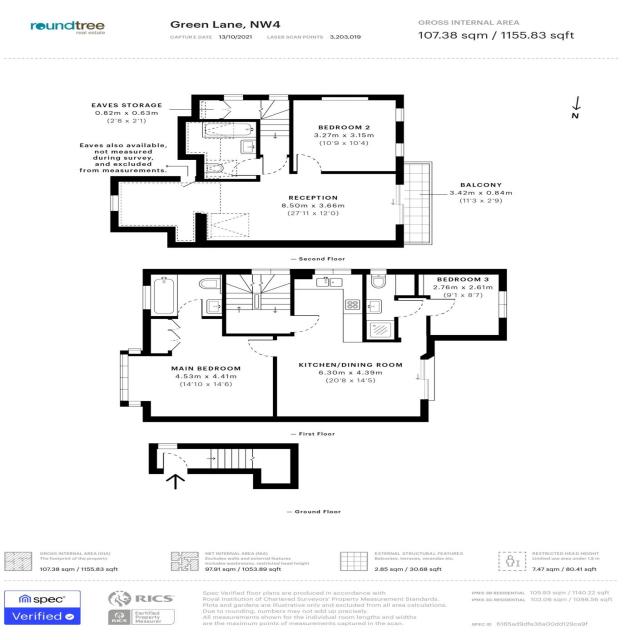 roundtree
real estate
Green Lane, NW4
CAPTURE DATE 13/10/2021 LASER SCAN POINTS 3,203,019
GROSS INTERNAL AREA
107.38 sqm / 1155.83 sqft
N
EAVES STORAGE
0.82m x 0.63m
(2'8 x 2'1)
Eaves also available,
not measured
during survey,
and excluded
from measurements.
BEDROOM 2
3.27m x 3.15m
(10'9 x 10'4)
RECEPTION
8.50m x 3.66m
(27'11 x 12'0)
BALCONY
3.42m x 0.84m
(11'3 x 2'9)
— Second Floor
BEDROOM 3
2.76m x 2.61m
(9'1 x 8'7)
MAIN BEDROOM
4.53m x 4.41m
(14'10 x 14'6)
KITCHEN/DINING ROOM
6.30m x 4.39m
(20'8 x 14'5)
— First Floor
— Ground Floor
GROSS INTERNAL AREA (GIA)
The footprint of the property
107.38 sqm / 1155.83 sqft
NET INTERNAL AREA (NIA)
Excludes walls and external features
Includes washrooms, restricted head height
97.91 sqm / 1053.89 sqft
EXTERNAL STRUCTURAL FEATURES
Balconies, terraces, verandas etc.
2.85 sqm / 30.68 sqft
RESTRICTED HEAD HEIGHT
Limited use area under 1.5 m
7.47 sqm / 80.41 sqft
spec
Verified
RICS
RICS
Certified
Property
Measurer
Spec Verified floor plans are produced in accordance with
Royal Institution of Chartered Surveyors' Property Measurement Standards.
Plots and gardens are illustrative only and excluded from all area calculations.
Due to rounding, numbers may not add up precisely.
All measurements shown for the individual room lengths and widths
are the maximum points of measurements captured in the scan.
IPMS 3B RESIDENTIAL 105.93 sqm / 1140.22 sqft
IPMS 3C RESIDENTIAL 102.06 sqm / 1098.56 sqft
SPEC ID